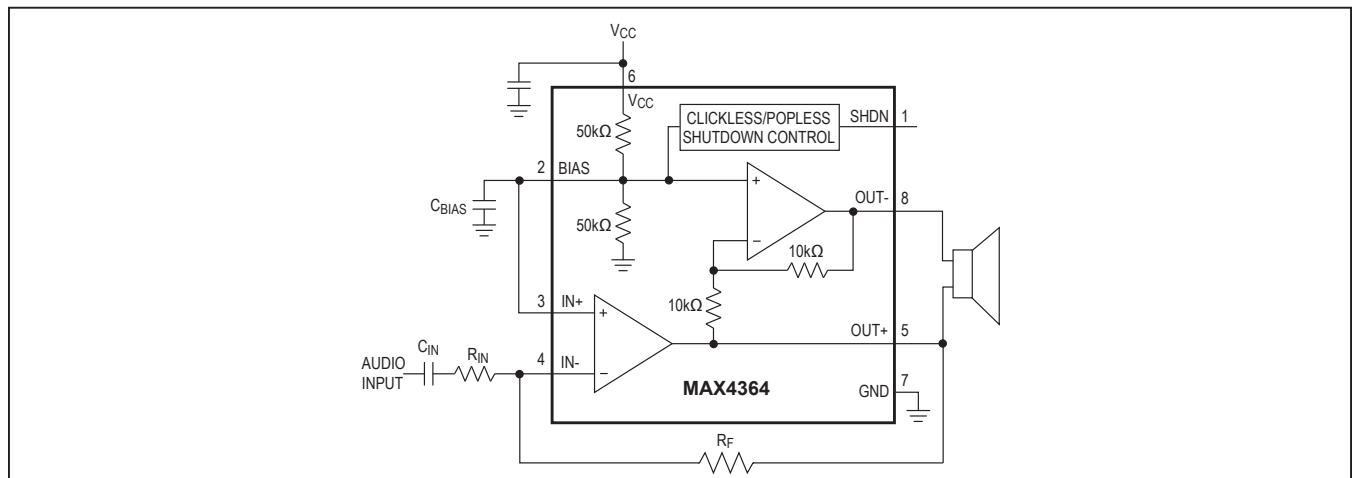 VCC
6
VCC
50kΩ
CLICKLESS/POPLESS
SHUTDOWN CONTROL
SHDN
1
2
BIAS
CBIAS
50kΩ
+
−
OUT-
8
10kΩ
10kΩ
3
IN+
+
OUT+
5
AUDIO
INPUT
CIN
RIN
4
IN-
−
MAX4364
GND
7
RF